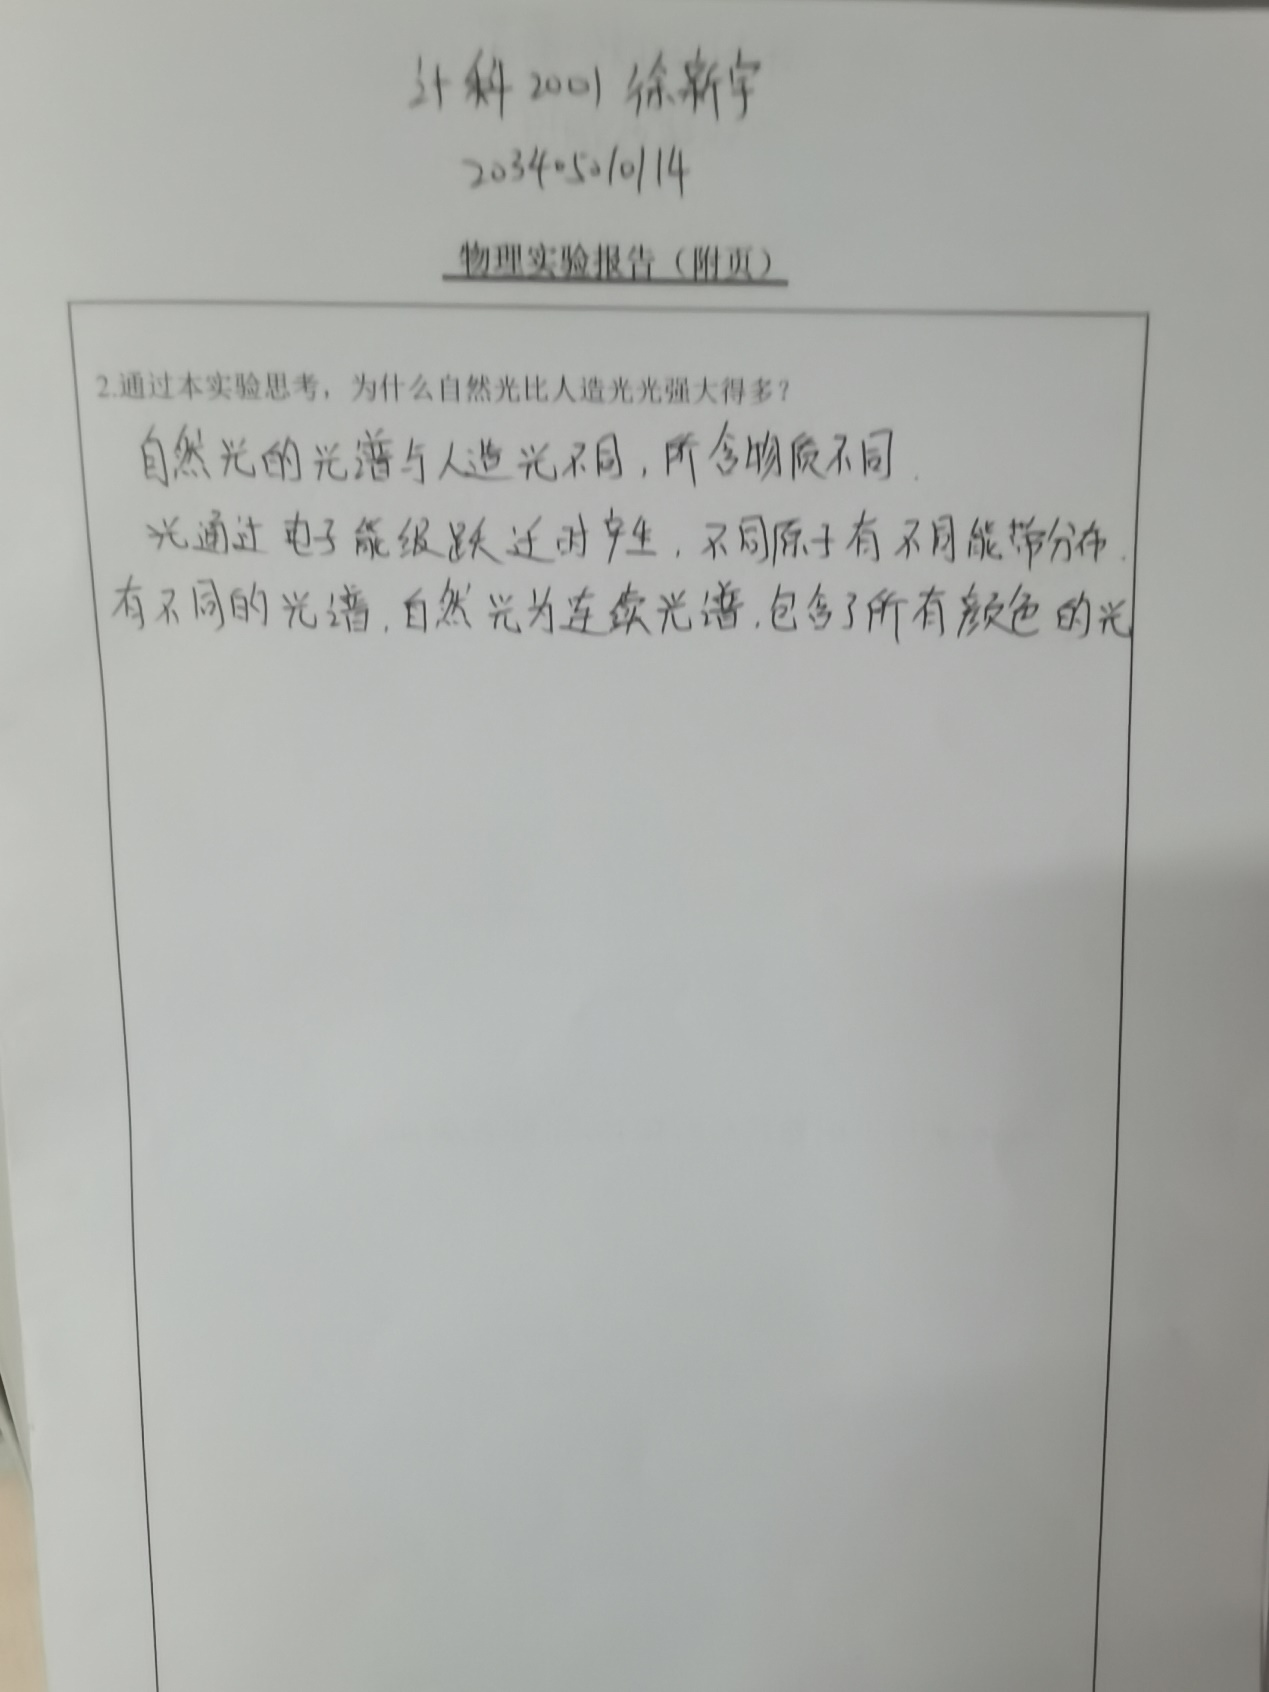 计科2001 徐新宇
203405010114
物理实验报告（附页）
2.通过本实验思考，为什么自然光比人造光光强大得多？
自然光的光谱与人造光不同，所含物质不同.
光通过电子能级跃迁时产生，不同原子有不同能带分布.
有不同的光谱，自然光为连续光谱，包含了所有颜色的光